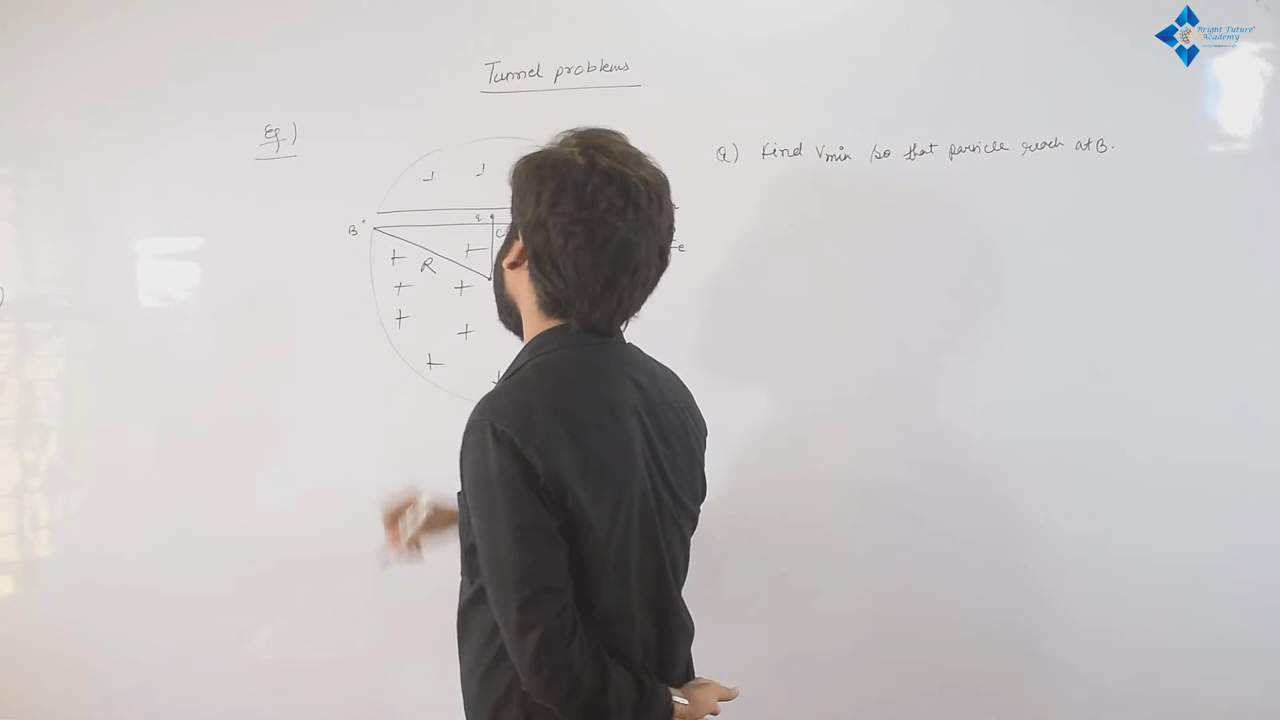 Bright Future
Academy
Tunnel problems
Eg)
Q) Find Vmin so that particle reach at B.
B
q
C
e
R